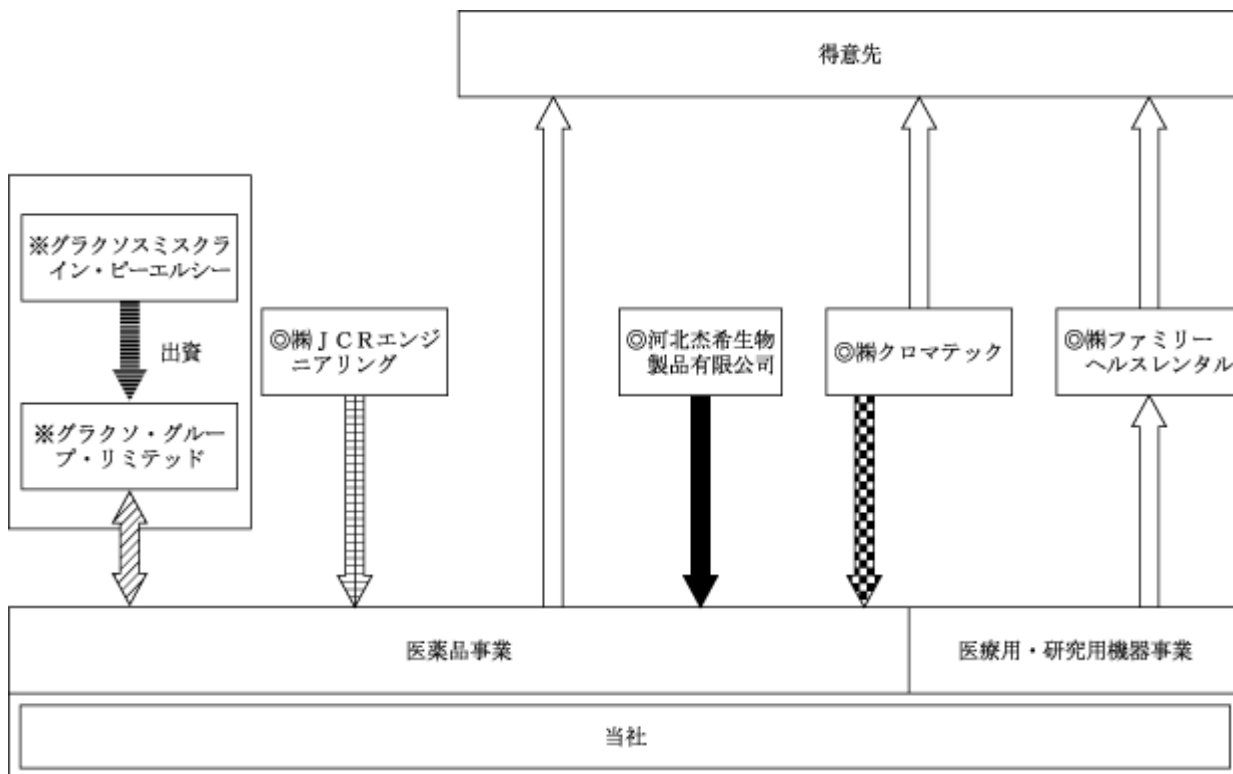 得意先
※グラクソスミスクラ
イン・ピーエルシー
出資
※グラクソ・グルー
プ・リミテッド
◎㈱ＪＣＲエンジ
ニアリング
◎河北杰希生物
製品有限公司
◎㈱クロマテック
◎㈱ファミリー
ヘルスレンタル
医薬品事業
医療用・研究用機器事業
当社